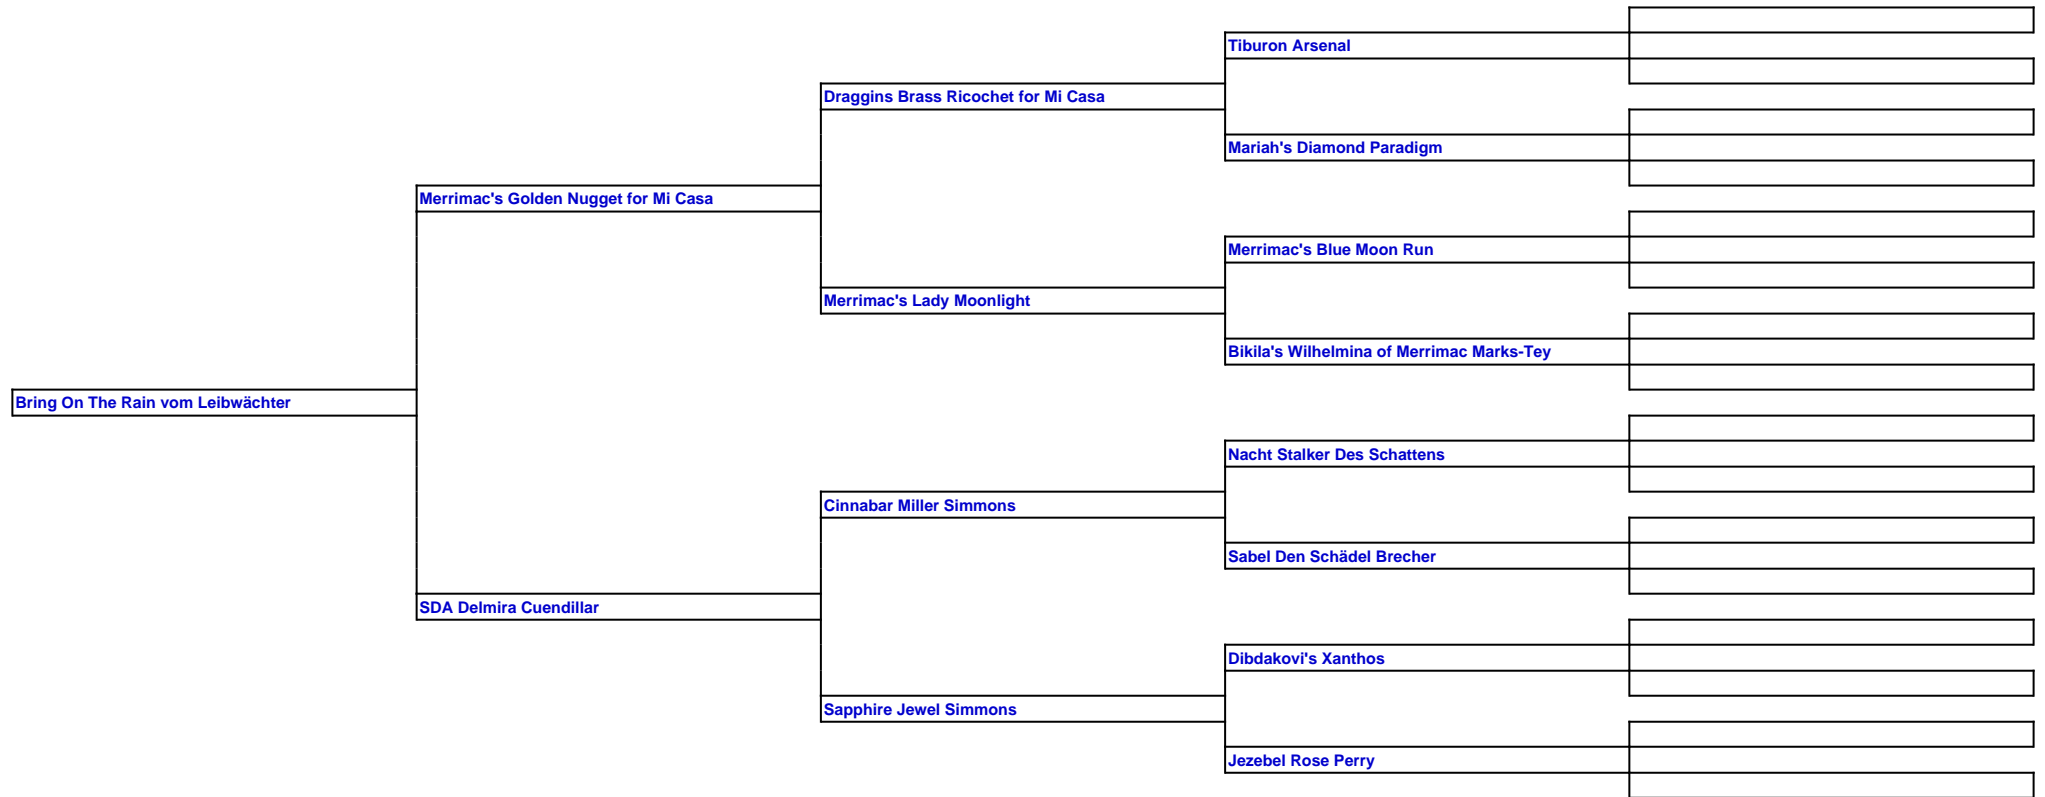 Tiburon Arsenal
Draggins Brass Ricochet for Mi Casa
Mariah's Diamond Paradigm
Merrimac's Golden Nugget for Mi Casa
Merrimac's Blue Moon Run
Merrimac's Lady Moonlight
Bikila's Wilhelmina of Merrimac Marks-Tey
Bring On The Rain vom Leibwächter
Nacht Stalker Des Schattens
Cinnabar Miller Simmons
Sabel Den Schädel Brecher
SDA Delmira Cuendillar
Dibdakovi's Xanthos
Sapphire Jewel Simmons
Jezebel Rose Perry